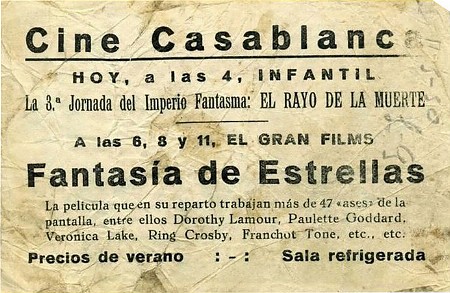 Cine Casablanca
HOY, a las 4, INFANTIL
La 3.ª Jornada del Imperio Fantasma: EL RAYO DE LA MUERTE
A las 6, 8 y 11, EL GRAN FILMS
Fantasía de Estrellas
La pelicula que en su reparto trabajan más de 47 «ases» de la
pantalla, entre ellos Dorothy Lamour, Paulette Goddard,
Veronica Lake, Ring Crosby, Franchot Tone, etc., etc.
Precios de verano :-: Sala refrigerada